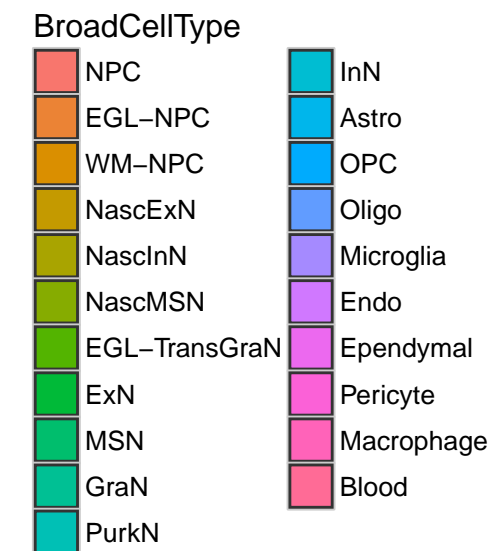 BroadCellType
NPC
EGL−NPC
WM−NPC
NascExN
NascInN
NascMSN
EGL−TransGraN
ExN
MSN
GraN
PurkN
InN
Astro
OPC
Oligo
Microglia
Endo
Ependymal
Pericyte
Macrophage
Blood